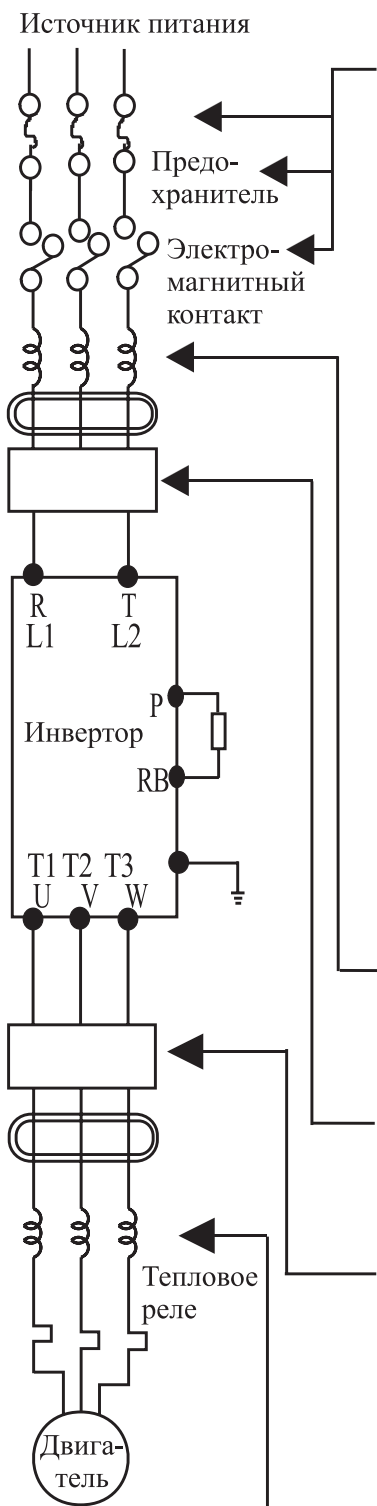 Источник питания
Предо-
хранитель
Электро-
магнитный
контакт
R T
L1 L2
P
Инвертор
RB
T1 T2 T3
U V W
Тепловое
реле
Двига-
тель